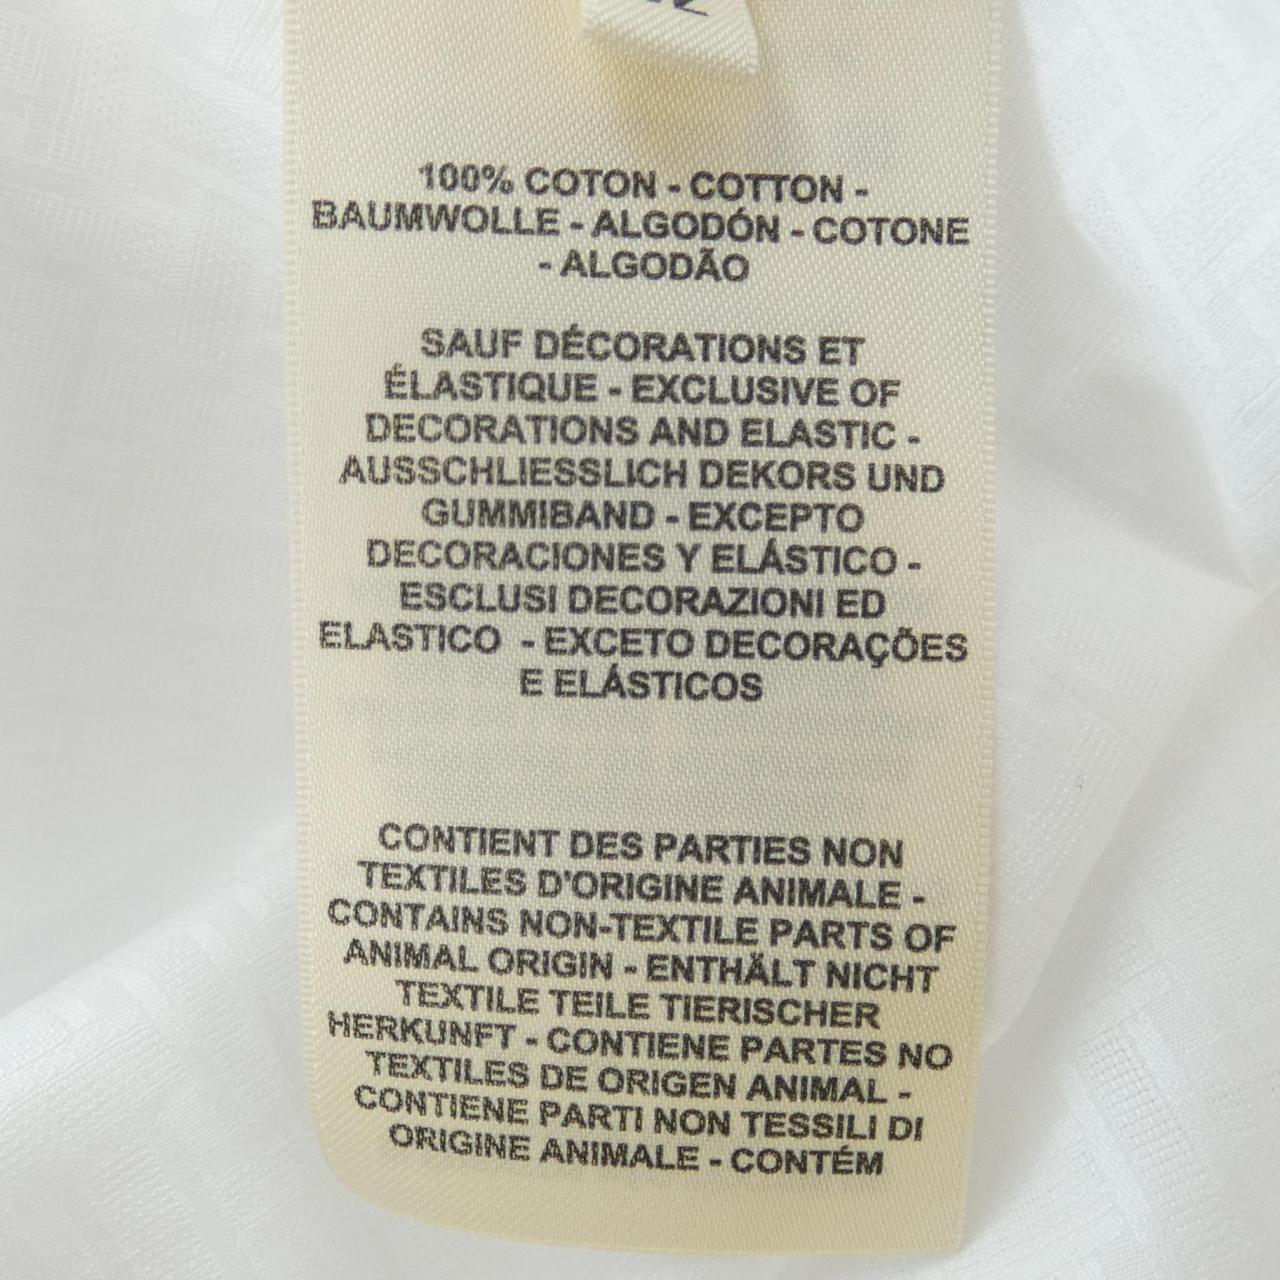 100% COTON - COTTON -
BAUMWOLLE - ALGODÓN - COTONE
- ALGODÃO
SAUF DÉCORATIONS ET
ÉLASTIQUE - EXCLUSIVE OF
DECORATIONS AND ELASTIC -
AUSSCHLIESSLICH DEKORS UND
GUMMIBAND - EXCEPTO
DECORACIONES Y ELÁSTICO -
ESCLUSI DECORAZIONI ED
ELASTICO - EXCETO DECORAÇÕES
E ELÁSTICOS
CONTIENT DES PARTIES NON
TEXTILES D'ORIGINE ANIMALE -
CONTAINS NON-TEXTILE PARTS OF
ANIMAL ORIGIN - ENTHÄLT NICHT
TEXTILE TEILE TIERISCHER
HERKUNFT - CONTIENE PARTES NO
TEXTILES DE ORIGEN ANIMAL -
CONTIENE PARTI NON TESSILI DI
ORIGINE ANIMALE - CONTÉM